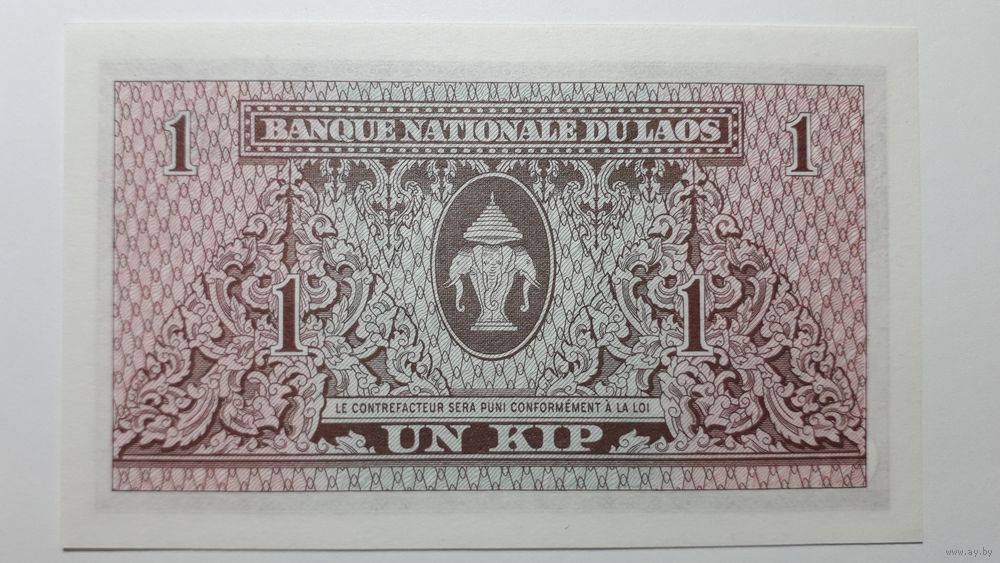 1 BANQUE NATIONALE DU LAOS 1
1 1
LE CONTREFACTEUR SERA PUNI CONFORMÉMENT À LA LOI
UN KIP
www.ay.by